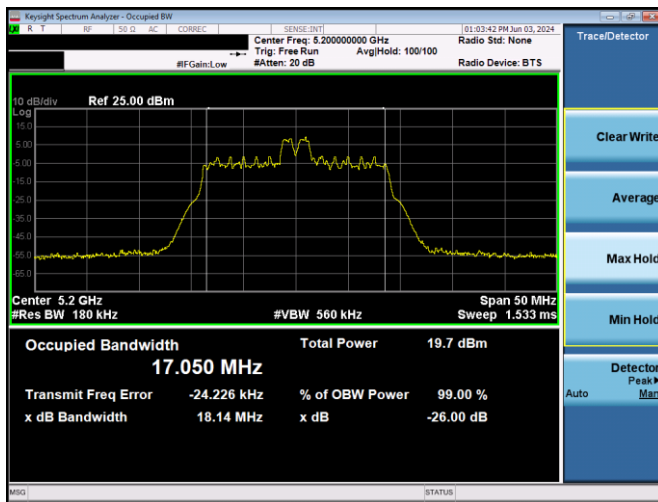 Keysight Spectrum Analyzer - Occupied BW
R T RF 50 Ω AC CORREC SENSE:INT 01:03:42 PM Jun 03, 2024
Center Freq: 5.200000000 GHz Radio Std: None
Trig: Free Run Avg|Hold: 100/100
#IFGain:Low #Atten: 20 dB Radio Device: BTS
Trace/Detector
10 dB/div Ref 25.00 dBm
Log
15.0
5.00
-5.00
-15.0
-25.0
-35.0
-45.0
-55.0
-65.0
Center 5.2 GHz Span 50 MHz
#Res BW 180 kHz #VBW 560 kHz Sweep 1.533 ms
Occupied Bandwidth Total Power 19.7 dBm
17.050 MHz
Transmit Freq Error -24.226 kHz % of OBW Power 99.00 %
x dB Bandwidth 18.14 MHz x dB -26.00 dB
Clear Write
Average
Max Hold
Min Hold
Detector
Peak
Auto Man
MSG STATUS